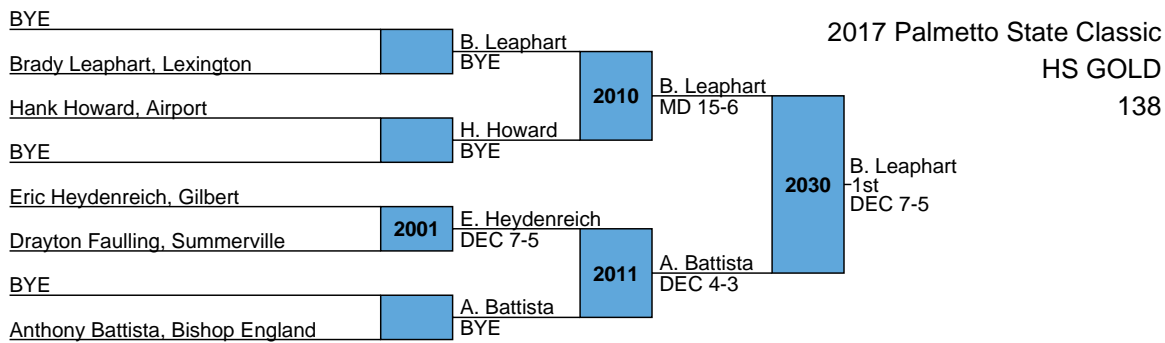 BYE
Brady Leaphart, Lexington
Hank Howard, Airport
BYE
Eric Heydenreich, Gilbert
Drayton Faulling, Summerville
BYE
Anthony Battista, Bishop England
B. Leaphart
BYE
H. Howard
BYE
2001
E. Heydenreich
DEC 7-5
A. Battista
BYE
2010
B. Leaphart
MD 15-6
2011
A. Battista
DEC 4-3
2030
B. Leaphart
1st
DEC 7-5
2017 Palmetto State Classic
HS GOLD
138